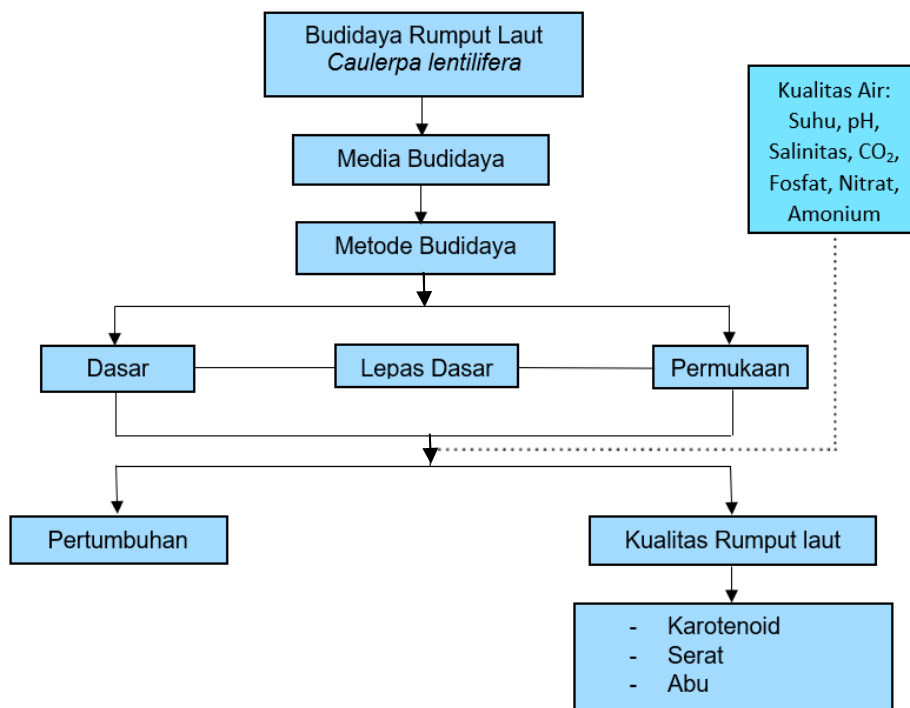 Budidaya Rumput Laut
Caulerpa lentilifera
Kualitas Air:
Suhu, pH,
Salinitas, CO₂,
Fosfat, Nitrat,
Amonium
Media Budidaya
Metode Budidaya
Dasar
Lepas Dasar
Permukaan
Pertumbuhan
Kualitas Rumput laut
- Karotenoid
- Serat
- Abu